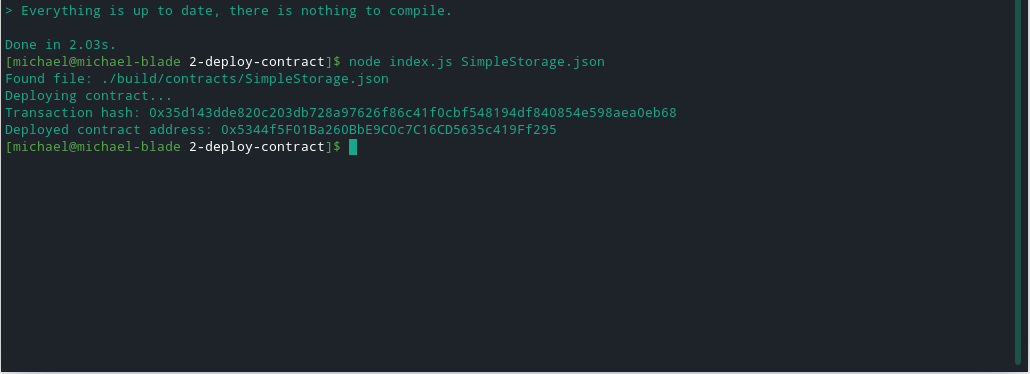 > Everything is up to date, there is nothing to compile.
Done in 2.03s.
[michael@michael-blade 2-deploy-contract]$ node index.js SimpleStorage.json
Found file: ./build/contracts/SimpleStorage.json
Deploying contract...
Transaction hash: 0x35d143dde820c203db728a97626f86c41f0cbf548194df840854e598aea0eb68
Deployed contract address: 0x5344f5F01Ba260BbE9C0c7C16CD5635c419Ff295
[michael@michael-blade 2-deploy-contract]$